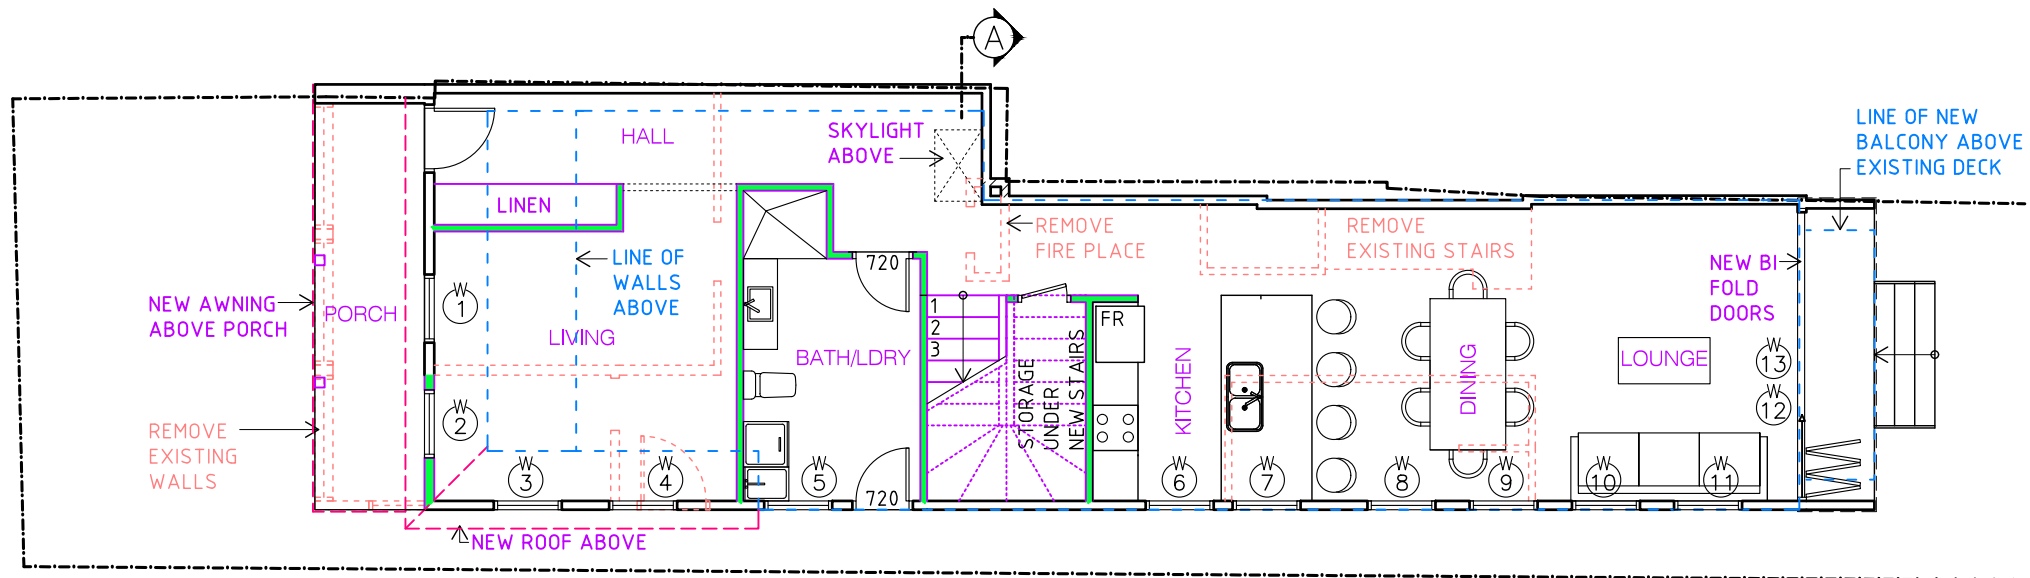 A
LINE OF NEW
BALCONY ABOVE
EXISTING DECK
HALL
SKYLIGHT
ABOVE
LINEN
REMOVE
FIRE PLACE
REMOVE
EXISTING STAIRS
LINE OF
WALLS
ABOVE
720
NEW BI
FOLD
DOORS
NEW AWNING
ABOVE PORCH
PORCH
W
1
LIVING
BATH/LDRY
1
2
3
FR
STORAGE
UNDER
NEW STAIRS
KITCHEN
DINING
LOUNGE
W
13
W
12
W
2
REMOVE
EXISTING
WALLS
W
3
W
4
W
5
720
W
6
W
7
W
8
W
9
W
10
W
11
NEW ROOF ABOVE